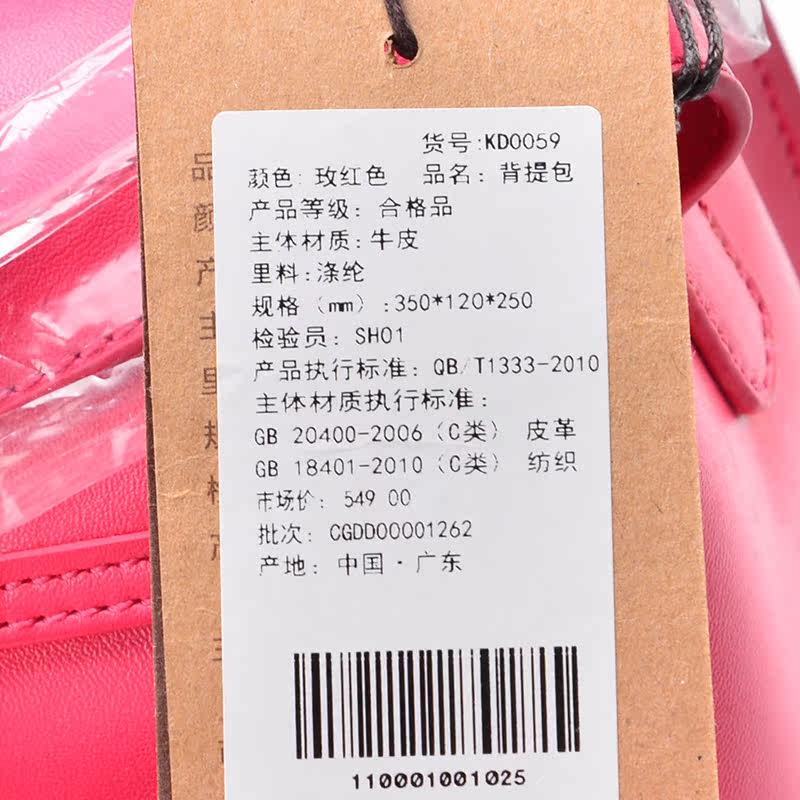 货号:KD0059
颜色: 玫红色 品名: 背提包
产品等级: 合格品
主体材质:牛皮
里料:涤纶
规格（mm）:350*120*250
检验员: SH01
产品执行标准: QB/T1333-2010
主体材质执行标准:
GB 20400-2006（C类） 皮革
GB 18401-2010（C类） 纺织
市场价: 549 00
批次: CGDD00001262
产地: 中国·广东
110001001025